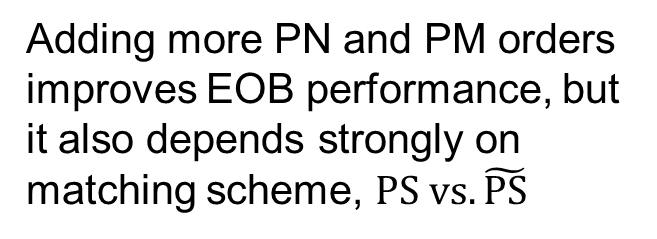 Adding more PN and PM orders
improves EOB performance, but
it also depends strongly on
matching scheme, PS vs. P͠S